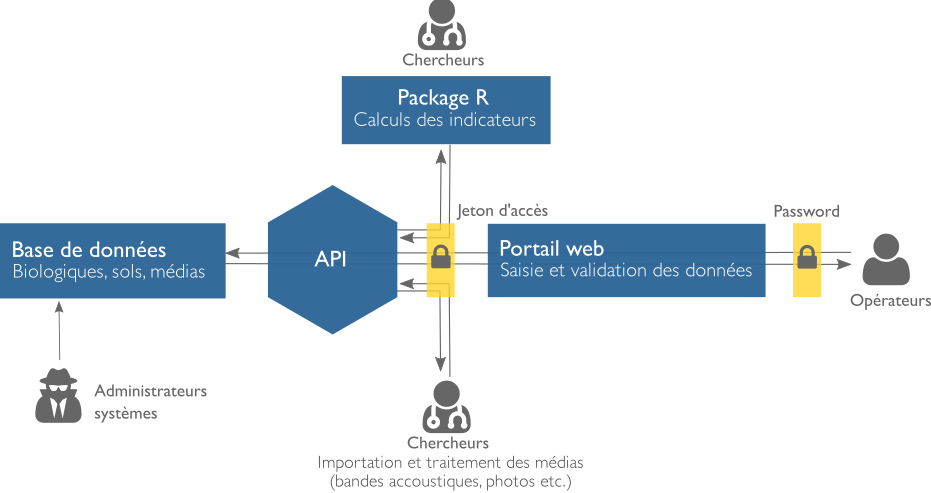 Chercheurs
Package R
Calculs des indicateurs
Jeton d'accès
Password
Base de données
Biologiques, sols, médias
API
Portail web
Saisie et validation des données
Opérateurs
Administrateurs
systèmes
Chercheurs
Importation et traitement des médias
(bandes accoustiques, photos etc.)